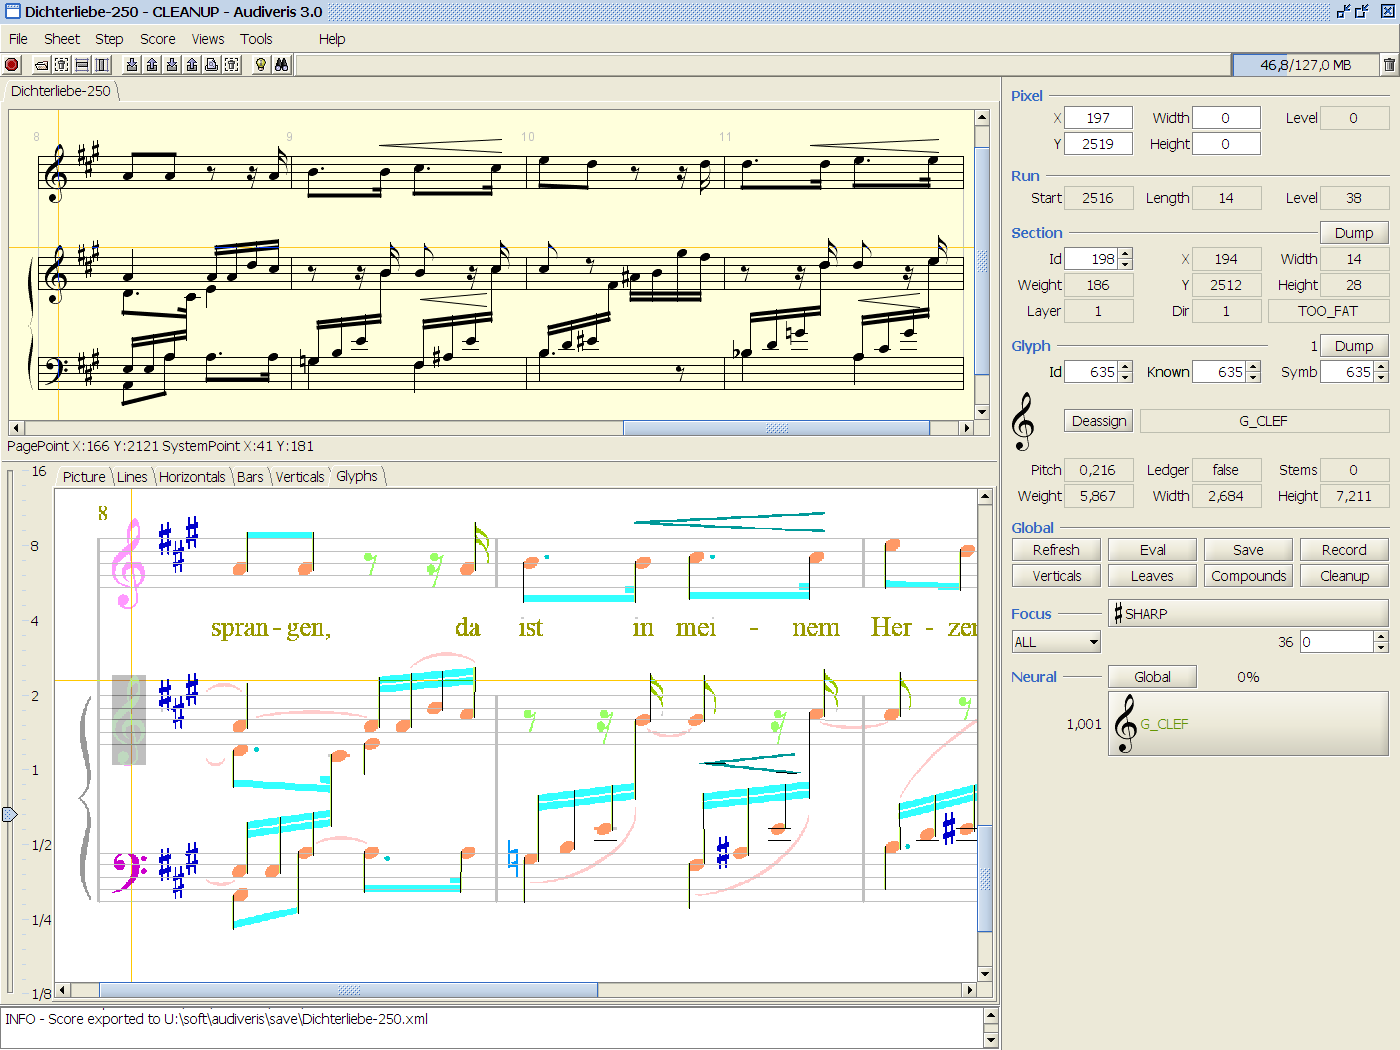 Dichterliebe-250 - CLEANUP - Audiveris 3.0
File Sheet Step Score Views Tools Help
46,8/127,0 MB
Dichterliebe-250
8 9 10 11
PagePoint X:166 Y:2121 SystemPoint X:41 Y:181
Picture Lines Horizontals Bars Verticals Glyphs
16
8
4
2
1
1/2
1/4
1/8
8
spran - gen, da ist in mei - nem Her - zen
INFO - Score exported to U:\soft\audiveris\save\Dichterliebe-250.xml
Pixel
X 197 Width 0 Level 0
Y 2519 Height 0
Run
Start 2516 Length 14 Level 38
Section Dump
Id 198 X 194 Width 14
Weight 186 Y 2512 Height 28
Layer 1 Dir 1 TOO_FAT
Glyph 1 Dump
Id 635 Known 635 Symb 635
Deassign G_CLEF
Pitch 0,216 Ledger false Stems 0
Weight 5,867 Width 2,684 Height 7,211
Global
Refresh Eval Save Record
Verticals Leaves Compounds Cleanup
Focus SHARP
ALL 36 0
Neural Global 0%
1,001 G_CLEF